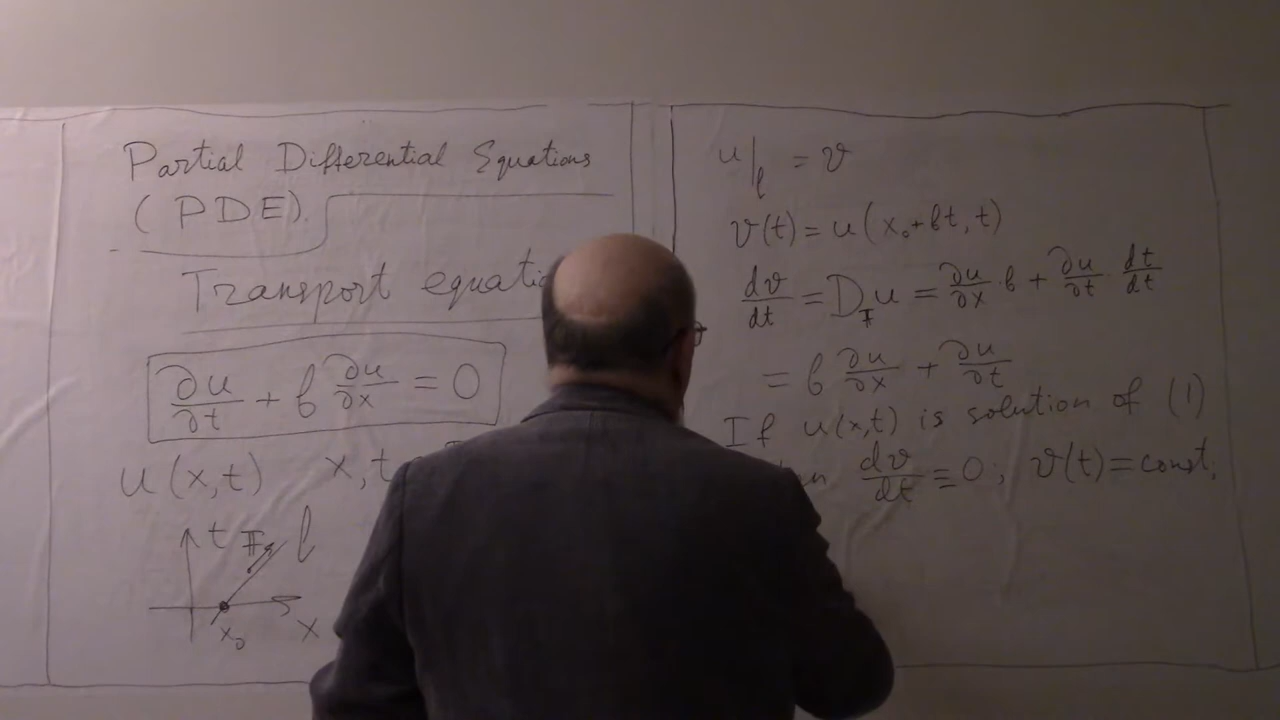 Partial Differential Equations
(PDE).
Transport
∂u/∂t + b ∂u/∂x = 0
u(x,t) x,t
t l
x₀ x
u|ₗ = v
v(t) = u(x₀+bt, t)
dv/dt = D u = ∂u/∂x · b + ∂u/∂t · dt/dt
= b ∂u/∂x + ∂u/∂t
If u(x,t) is solution of (1)
dv/dt ≡ 0; v(t) = const,